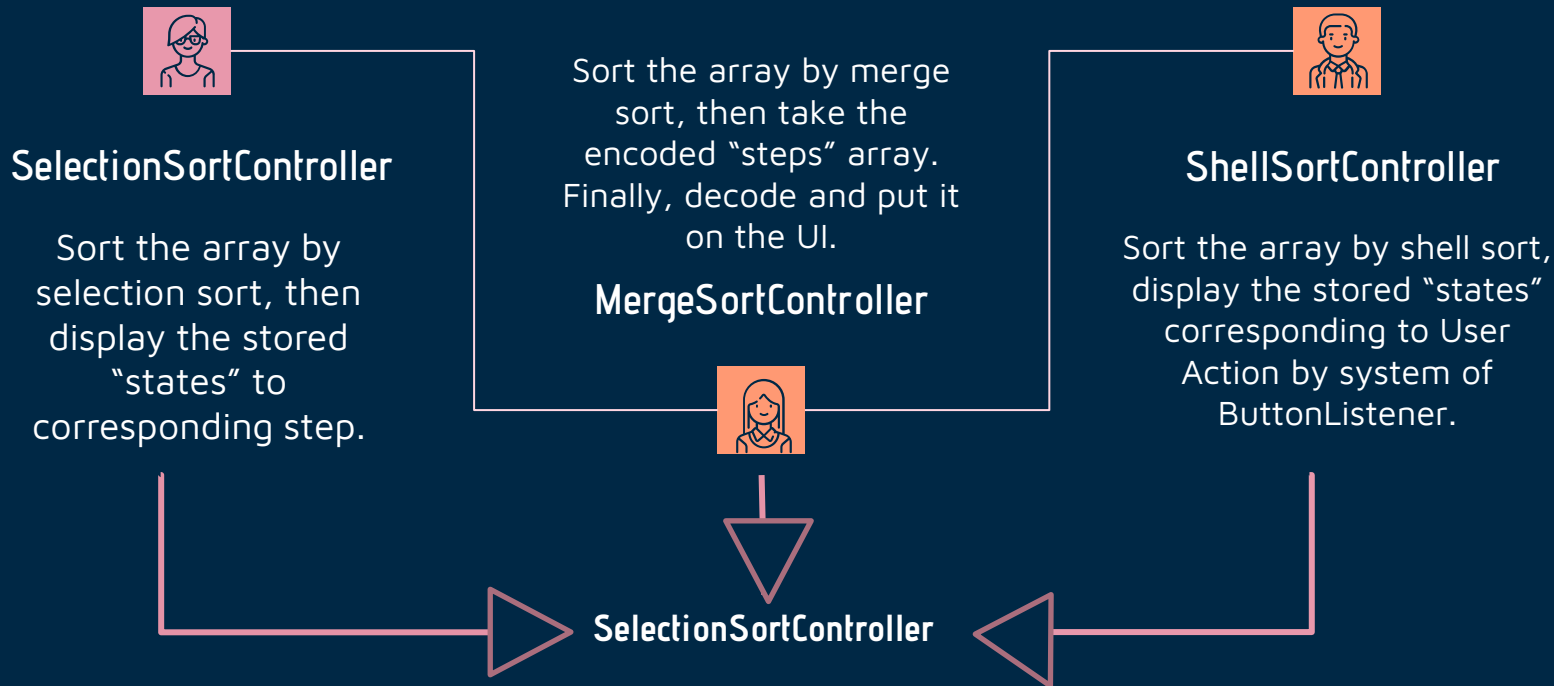 SelectionSortController
Sort the array by
selection sort, then
display the stored
“states” to
corresponding step.
Sort the array by merge
sort, then take the
encoded “steps” array.
Finally, decode and put it
on the UI.
MergeSortController
ShellSortController
Sort the array by shell sort,
display the stored “states”
corresponding to User
Action by system of
ButtonListener.
SelectionSortController